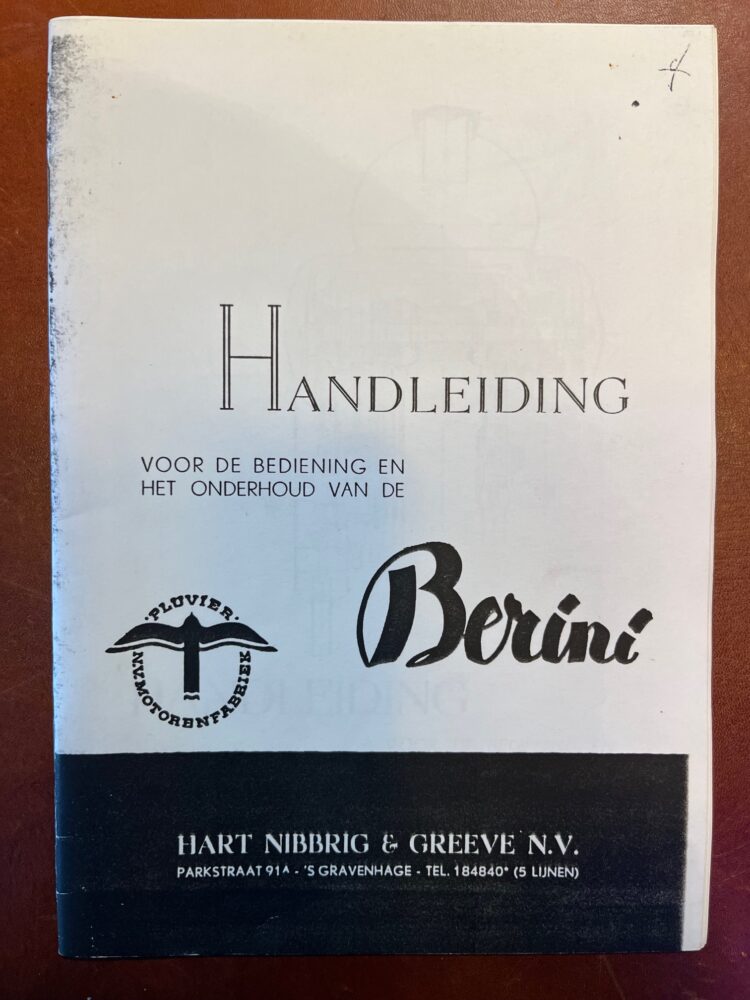 HANDLEIDING
VOOR DE BEDIENING EN
HET ONDERHOUD VAN DE
Berini
·PLUVIER·
N.V. MOTORENFABRIEK
HART NIBBRIG & GREEVE N.V.
PARKSTRAAT 91A - 'S GRAVENHAGE - TEL. 184840* (5 LIJNEN)